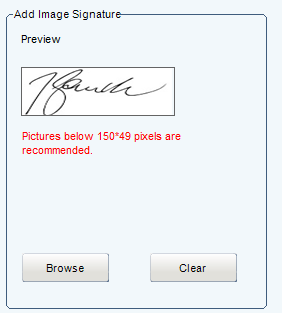 Add Image Signature
Preview
Pictures below 150*49 pixels are
recommended.
Browse
Clear